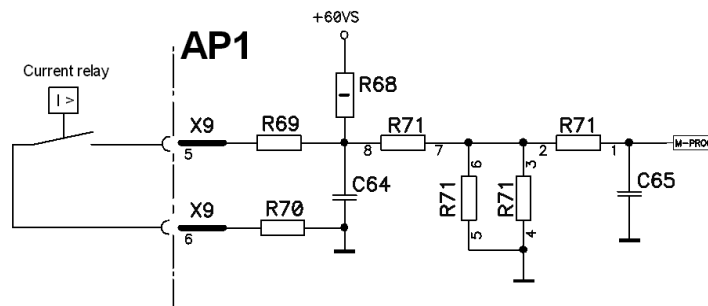 +60VS
AP1
Current relay
I >
R68
X9
R69
R71
R71
5
8
7
2
1
M-PROG
6
3
C64
R71
R71
C65
X9
R70
6
5
4